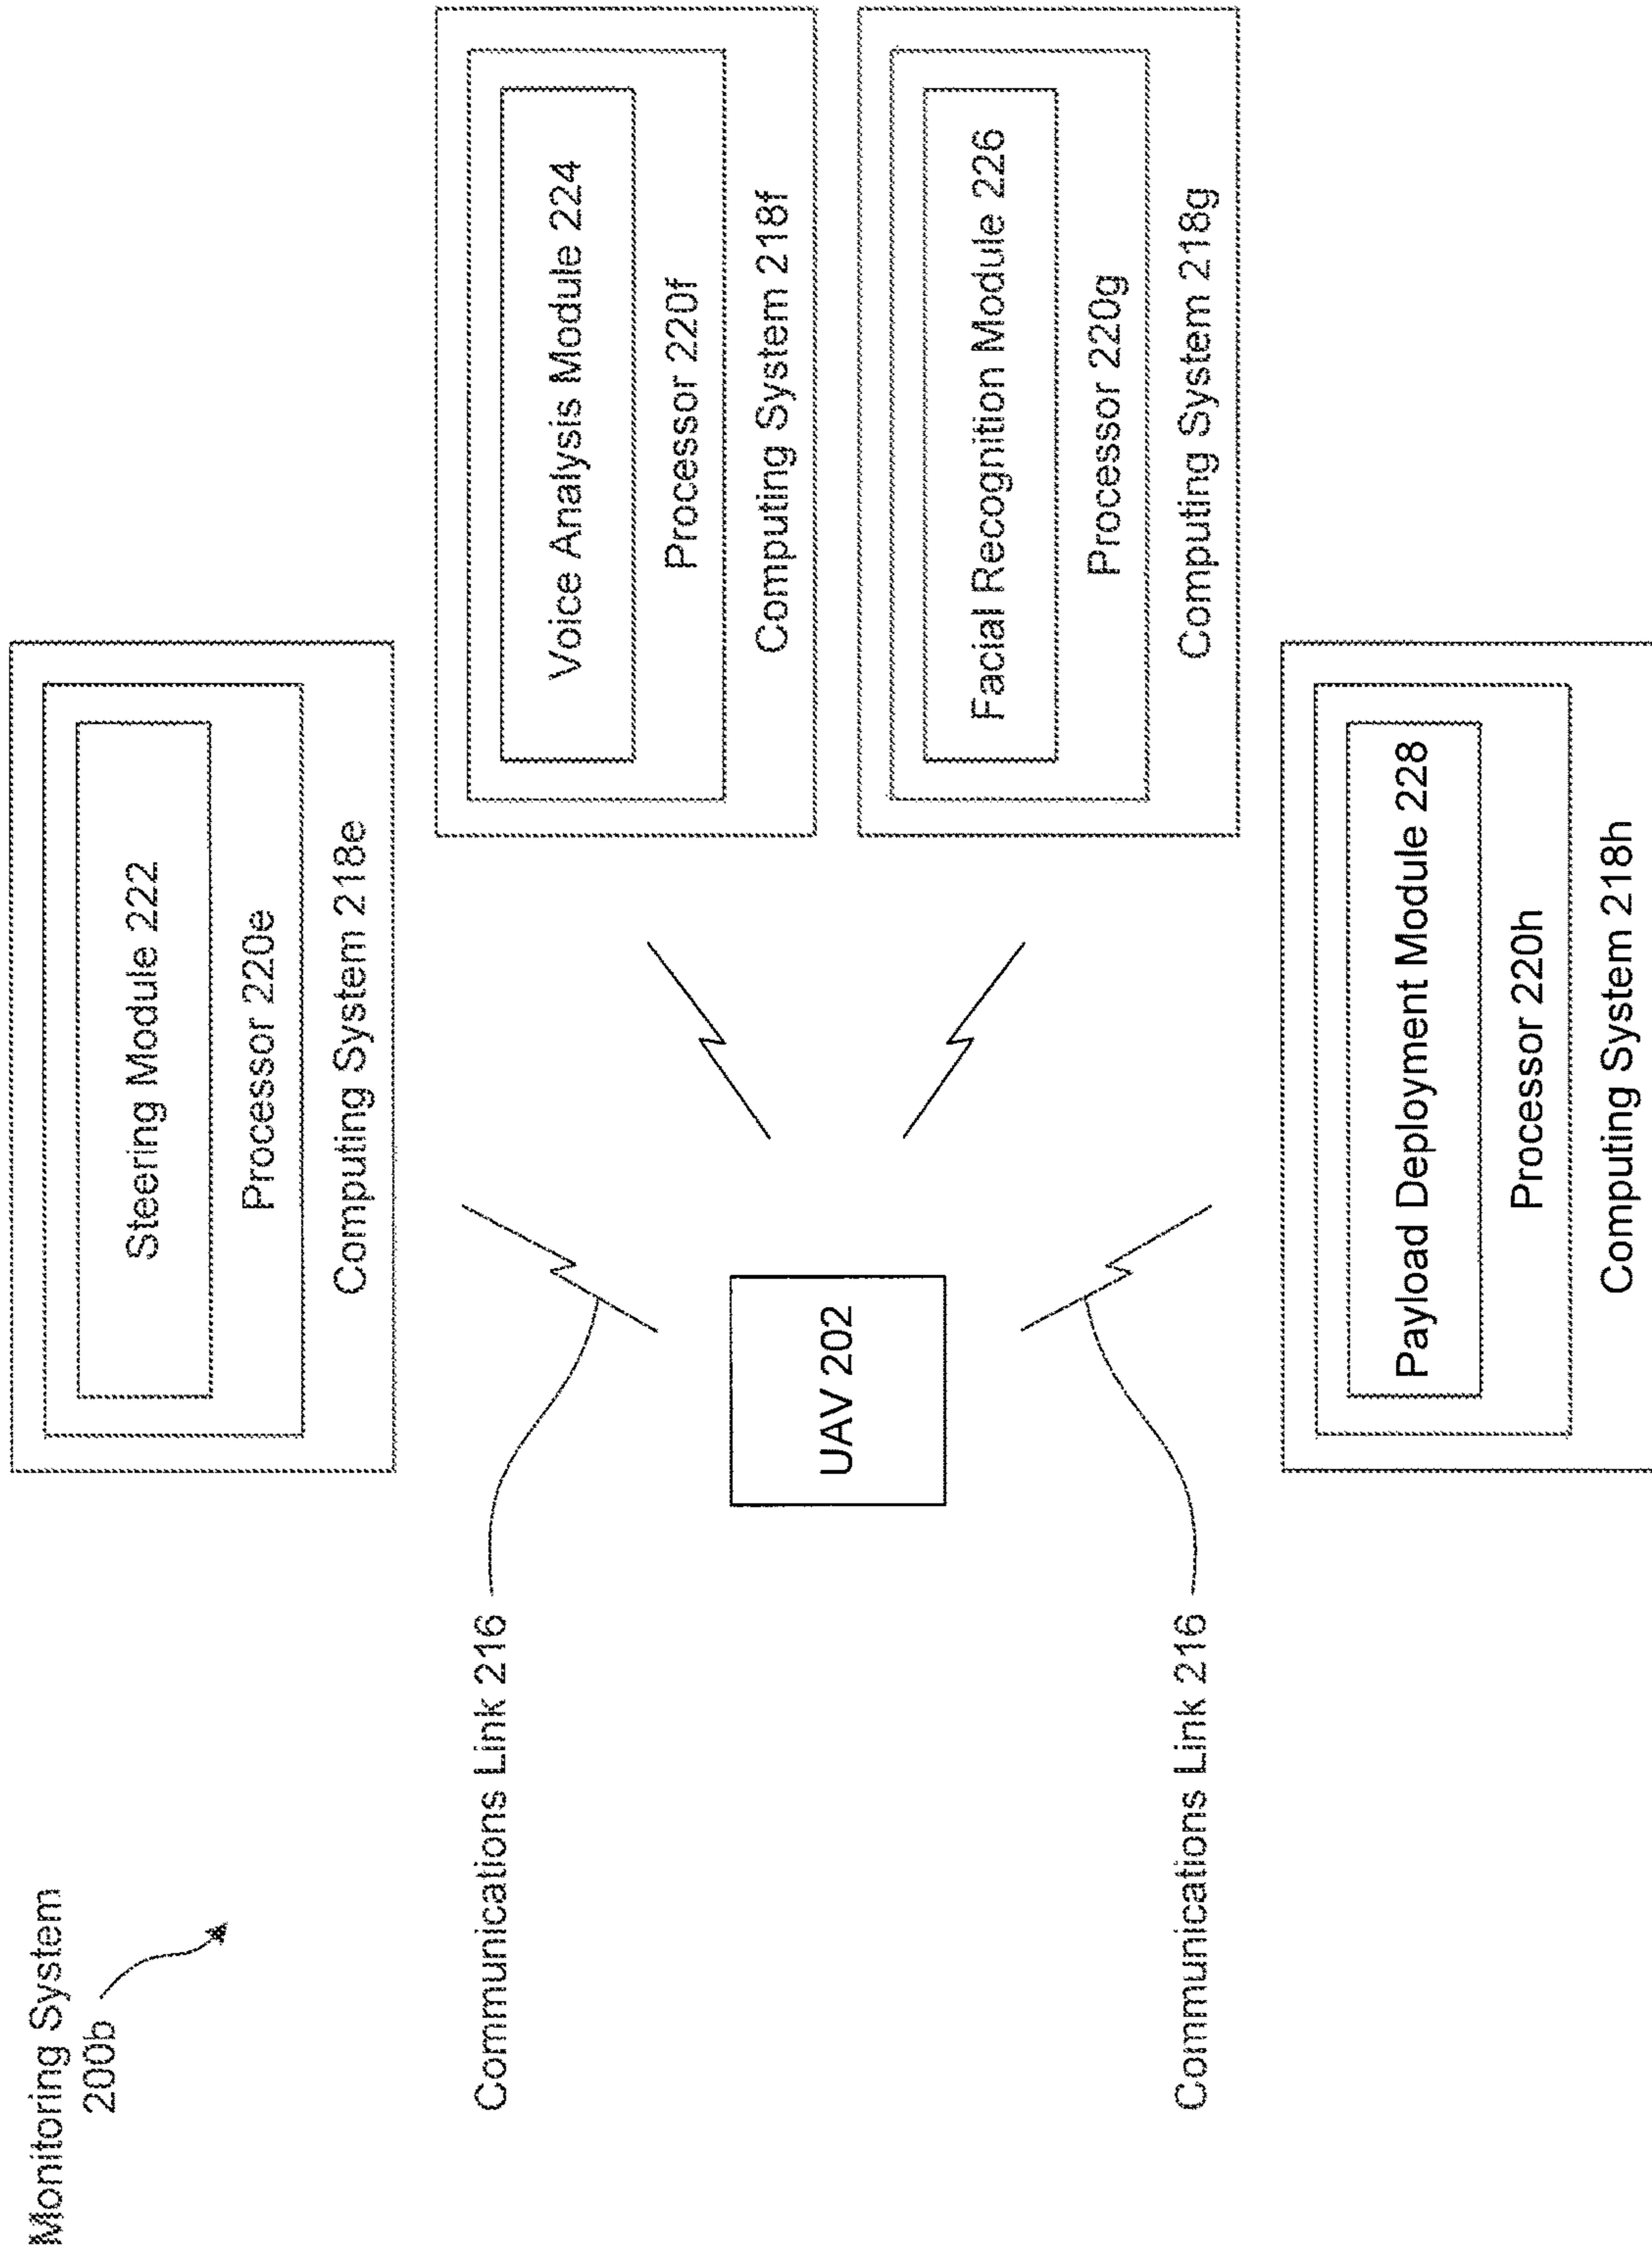 Monitoring System
200b
Steering Module 222
Processor 220e
Computing System 218e
Communications Link 216
Voice Analysis Module 224
Processor 220f
Computing System 218f
UAV 202
Facial Recognition Module 226
Processor 220g
Computing System 218g
Communications Link 216
Payload Deployment Module 228
Processor 220h
Computing System 218h